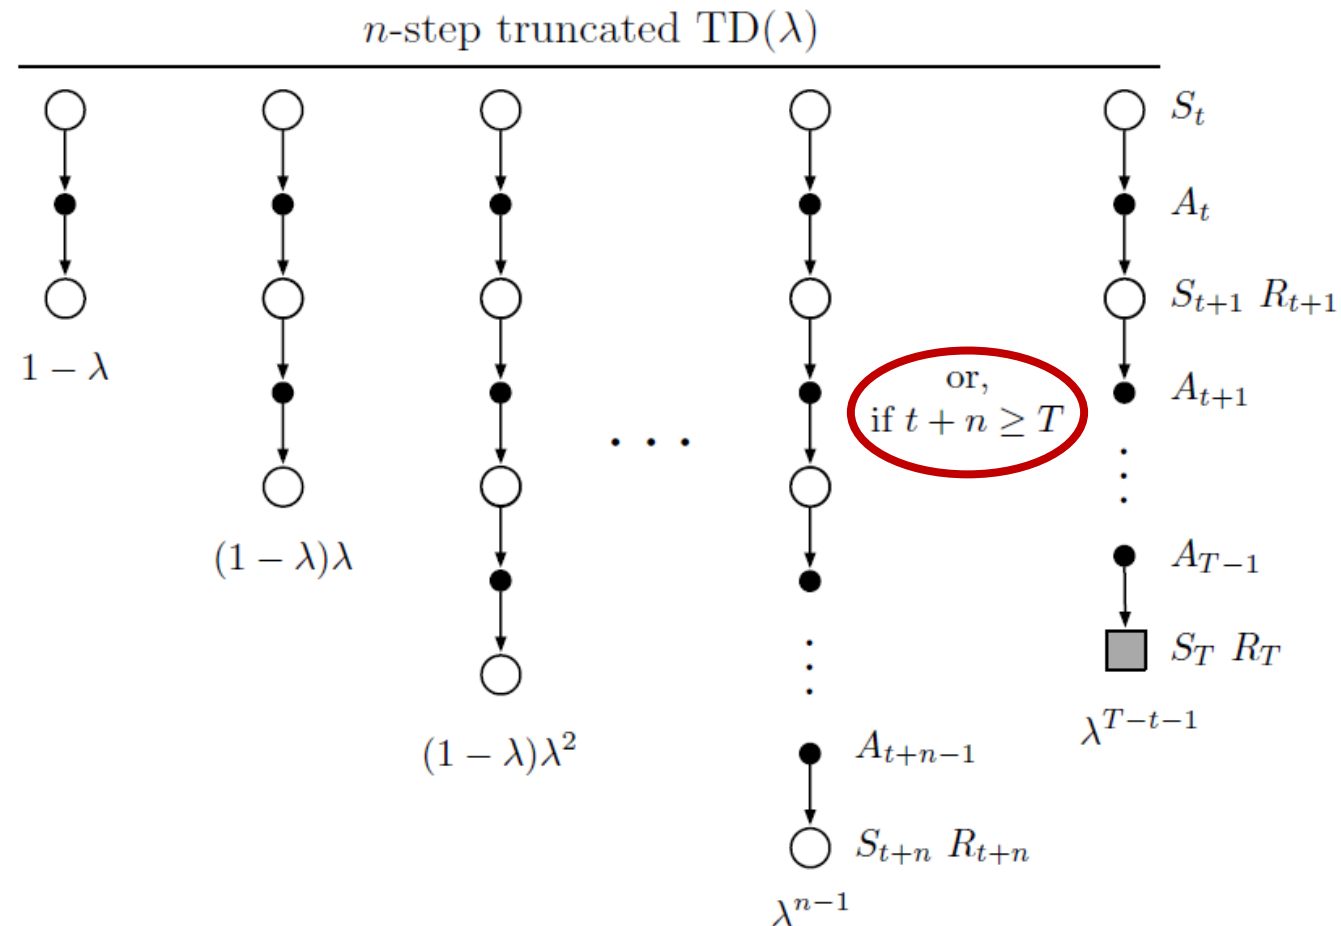 n-step truncated TD(λ)
S_t
A_t
S_{t+1} R_{t+1}
1 − λ
or,
if t + n ≥ T
A_{t+1}
· · ·
(1 − λ)λ
A_{T−1}
S_T R_T
(1 − λ)λ^2
λ^{T−t−1}
A_{t+n−1}
S_{t+n} R_{t+n}
λ^{n−1}